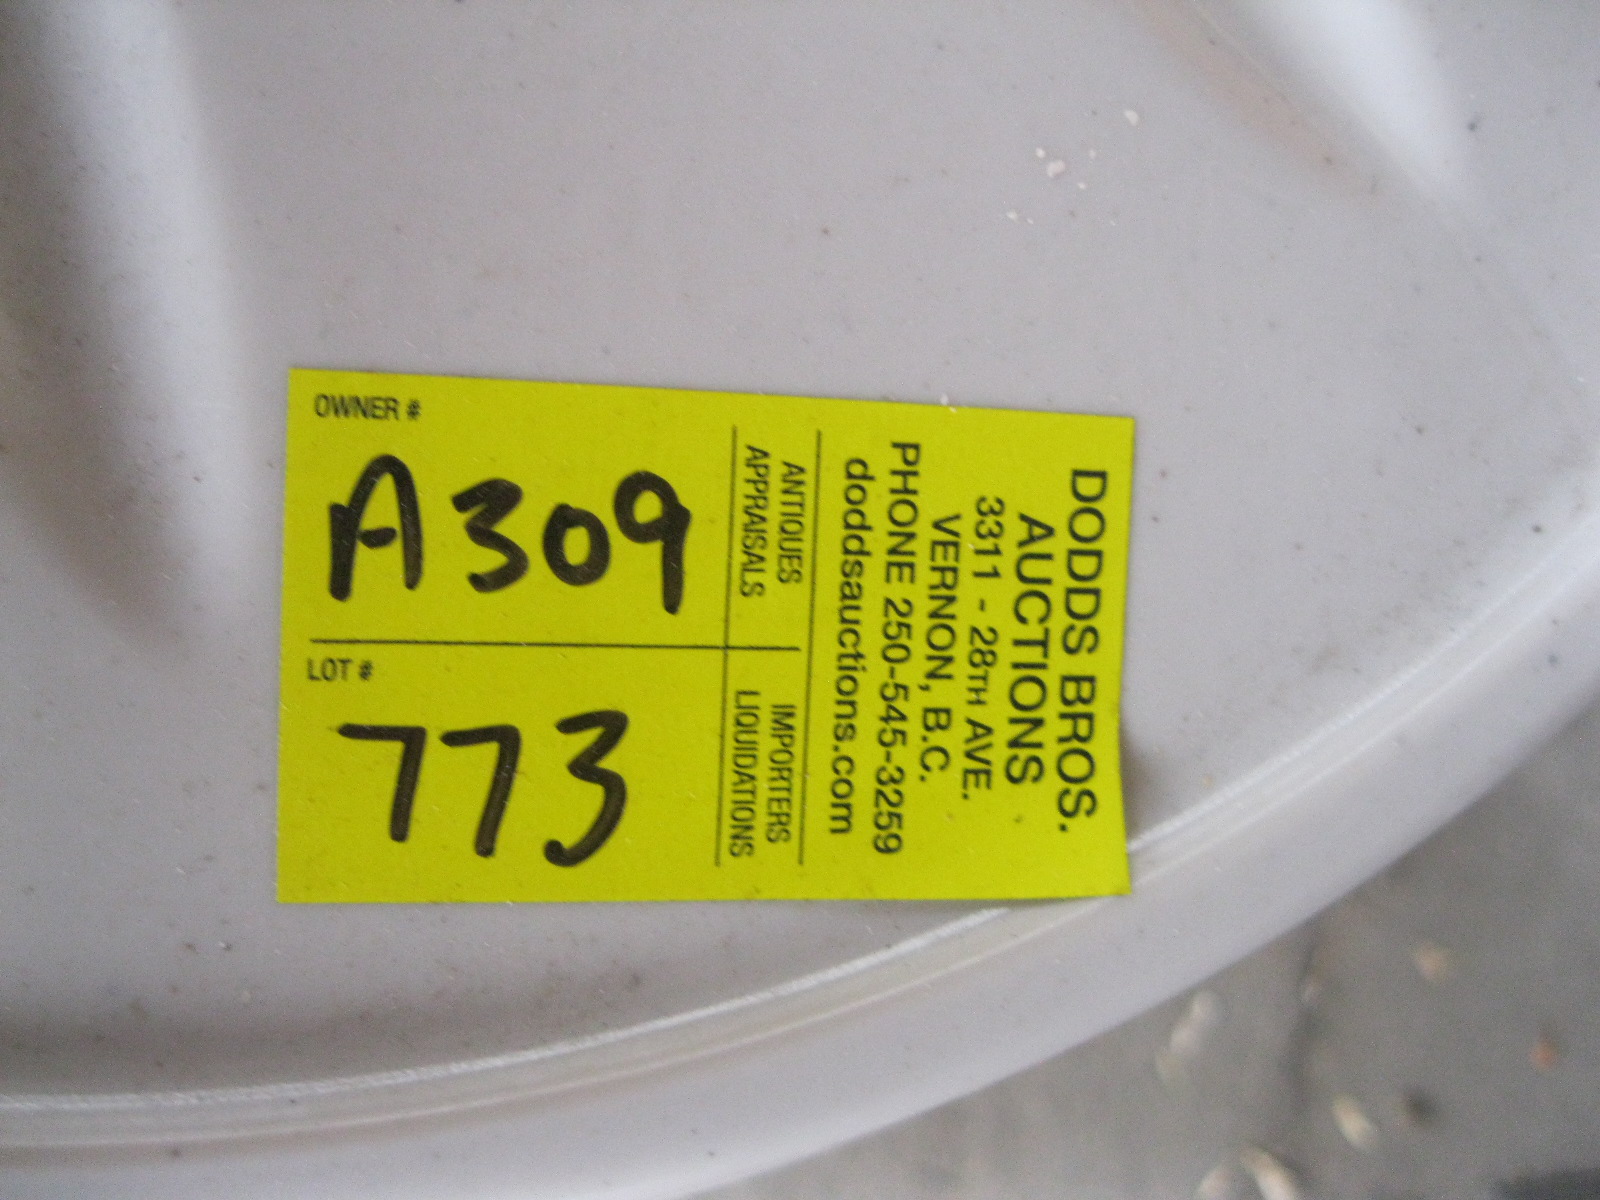 OWNER #
A309
LOT #
773
DODDS BROS.
AUCTIONS
3311 - 28TH AVE.
VERNON, B.C.
PHONE 250-545-3259
doddsauctions.com
ANTIQUES
APPRAISALS
IMPORTERS
LIQUIDATIONS